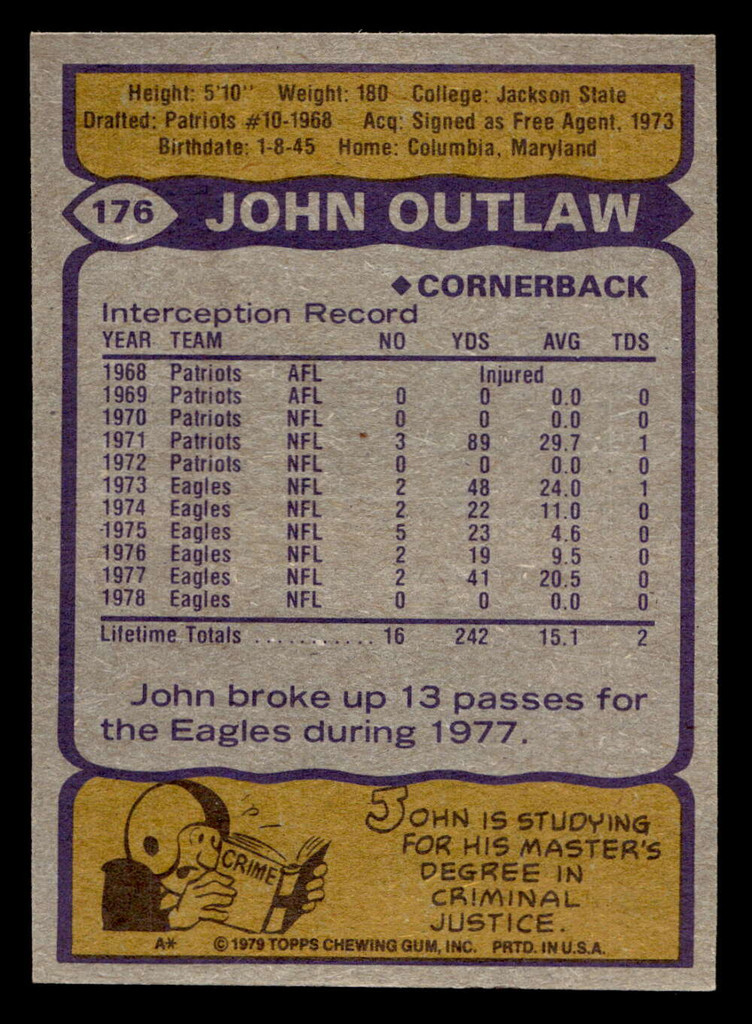 Height: 5'10" Weight: 180 College: Jackson State
Drafted: Patriots #10-1968 Acq: Signed as Free Agent, 1973
Birthdate: 1-8-45 Home: Columbia, Maryland
176 JOHN OUTLAW
◆CORNERBACK
Interception Record
YEAR TEAM NO YDS AVG TDS
1968 Patriots AFL Injured
1969 Patriots AFL 0 0 0.0 0
1970 Patriots NFL 0 0 0.0 0
1971 Patriots NFL 3 89 29.7 1
1972 Patriots NFL 0 0 0.0 0
1973 Eagles NFL 2 48 24.0 1
1974 Eagles NFL 2 22 11.0 0
1975 Eagles NFL 5 23 4.6 0
1976 Eagles NFL 2 19 9.5 0
1977 Eagles NFL 2 41 20.5 0
1978 Eagles NFL 0 0 0.0 0
Lifetime Totals ........... 16 242 15.1 2
John broke up 13 passes for
the Eagles during 1977.
CRIME
JOHN IS STUDYING
FOR HIS MASTER'S
DEGREE IN
CRIMINAL
JUSTICE.
A* © 1979 TOPPS CHEWING GUM, INC. PRTD. IN U.S.A.